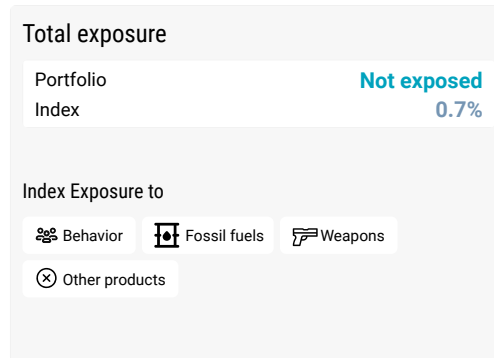 Total exposure
Portfolio Not exposed
Index 0.7%
Index Exposure to
Behavior Fossil fuels Weapons
Other products